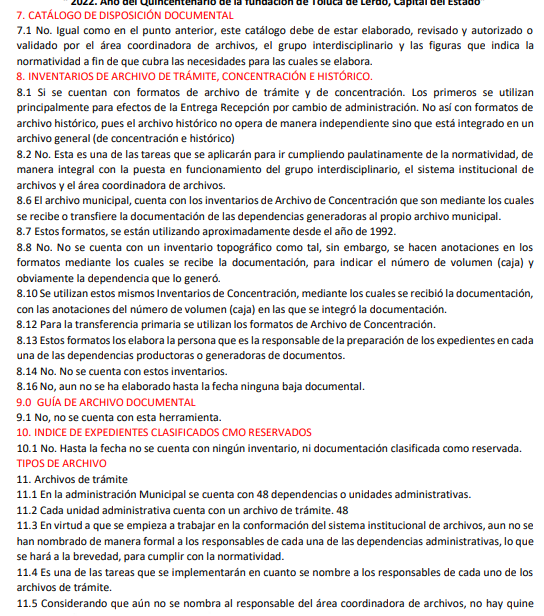 "2022. Año del Quincentenario de la fundación de Toluca de Lerdo, Capital del Estado"
7. CATÁLOGO DE DISPOSICIÓN DOCUMENTAL
7.1 No. Igual como en el punto anterior, este catálogo debe de estar elaborado, revisado y autorizado o
validado por el área coordinadora de archivos, el grupo interdisciplinario y las figuras que indica la
normatividad a fin de que cubra las necesidades para las cuales se elabora.
8. INVENTARIOS DE ARCHIVO DE TRÁMITE, CONCENTRACIÓN E HISTÓRICO.
8.1 Si se cuentan con formatos de archivo de trámite y de concentración. Los primeros se utilizan
principalmente para efectos de la Entrega Recepción por cambio de administración. No así con formatos de
archivo histórico, pues el archivo histórico no opera de manera independiente sino que está integrado en un
archivo general (de concentración e histórico)
8.2 No. Esta es una de las tareas que se aplicarán para ir cumpliendo paulatinamente de la normatividad, de
manera integral con la puesta en funcionamiento del grupo interdisciplinario, el sistema institucional de
archivos y el área coordinadora de archivos.
8.6 El archivo municipal, cuenta con los inventarios de Archivo de Concentración que son mediante los cuales
se recibe o transfiere la documentación de las dependencias generadoras al propio archivo municipal.
8.7 Estos formatos, se están utilizando aproximadamente desde el año de 1992.
8.8 No. No se cuenta con un inventario topográfico como tal, sin embargo, se hacen anotaciones en los
formatos mediante los cuales se recibe la documentación, para indicar el número de volumen (caja) y
obviamente la dependencia que lo generó.
8.10 Se utilizan estos mismos Inventarios de Concentración, mediante los cuales se recibió la documentación,
con las anotaciones del número de volumen (caja) en las que se integró la documentación.
8.12 Para la transferencia primaria se utilizan los formatos de Archivo de Concentración.
8.13 Estos formatos los elabora la persona que es la responsable de la preparación de los expedientes en cada
una de las dependencias productoras o generadoras de documentos.
8.14 No. No se cuenta con estos inventarios.
8.16 No, aun no se ha elaborado hasta la fecha ninguna baja documental.
9.0 GUÍA DE ARCHIVO DOCUMENTAL
9.1 No, no se cuenta con esta herramienta.
10. INDICE DE EXPEDIENTES CLASIFICADOS CMO RESERVADOS
10.1 No. Hasta la fecha no se cuenta con ningún inventario, ni documentación clasificada como reservada.
TIPOS DE ARCHIVO
11. Archivos de trámite
11.1 En la administración Municipal se cuenta con 48 dependencias o unidades administrativas.
11.2 Cada unidad administrativa cuenta con un archivo de trámite. 48
11.3 En virtud a que se empieza a trabajar en la conformación del sistema institucional de archivos, aun no se
han nombrado de manera formal a los responsables de cada una de las dependencias administrativas, lo que
se hará a la brevedad, para cumplir con la normatividad.
11.4 Es una de las tareas que se implementarán en cuanto se nombre a los responsables de cada uno de los
archivos de trámite.
11.5 Considerando que aún no se nombra al responsable del área coordinadora de archivos, no hay quine